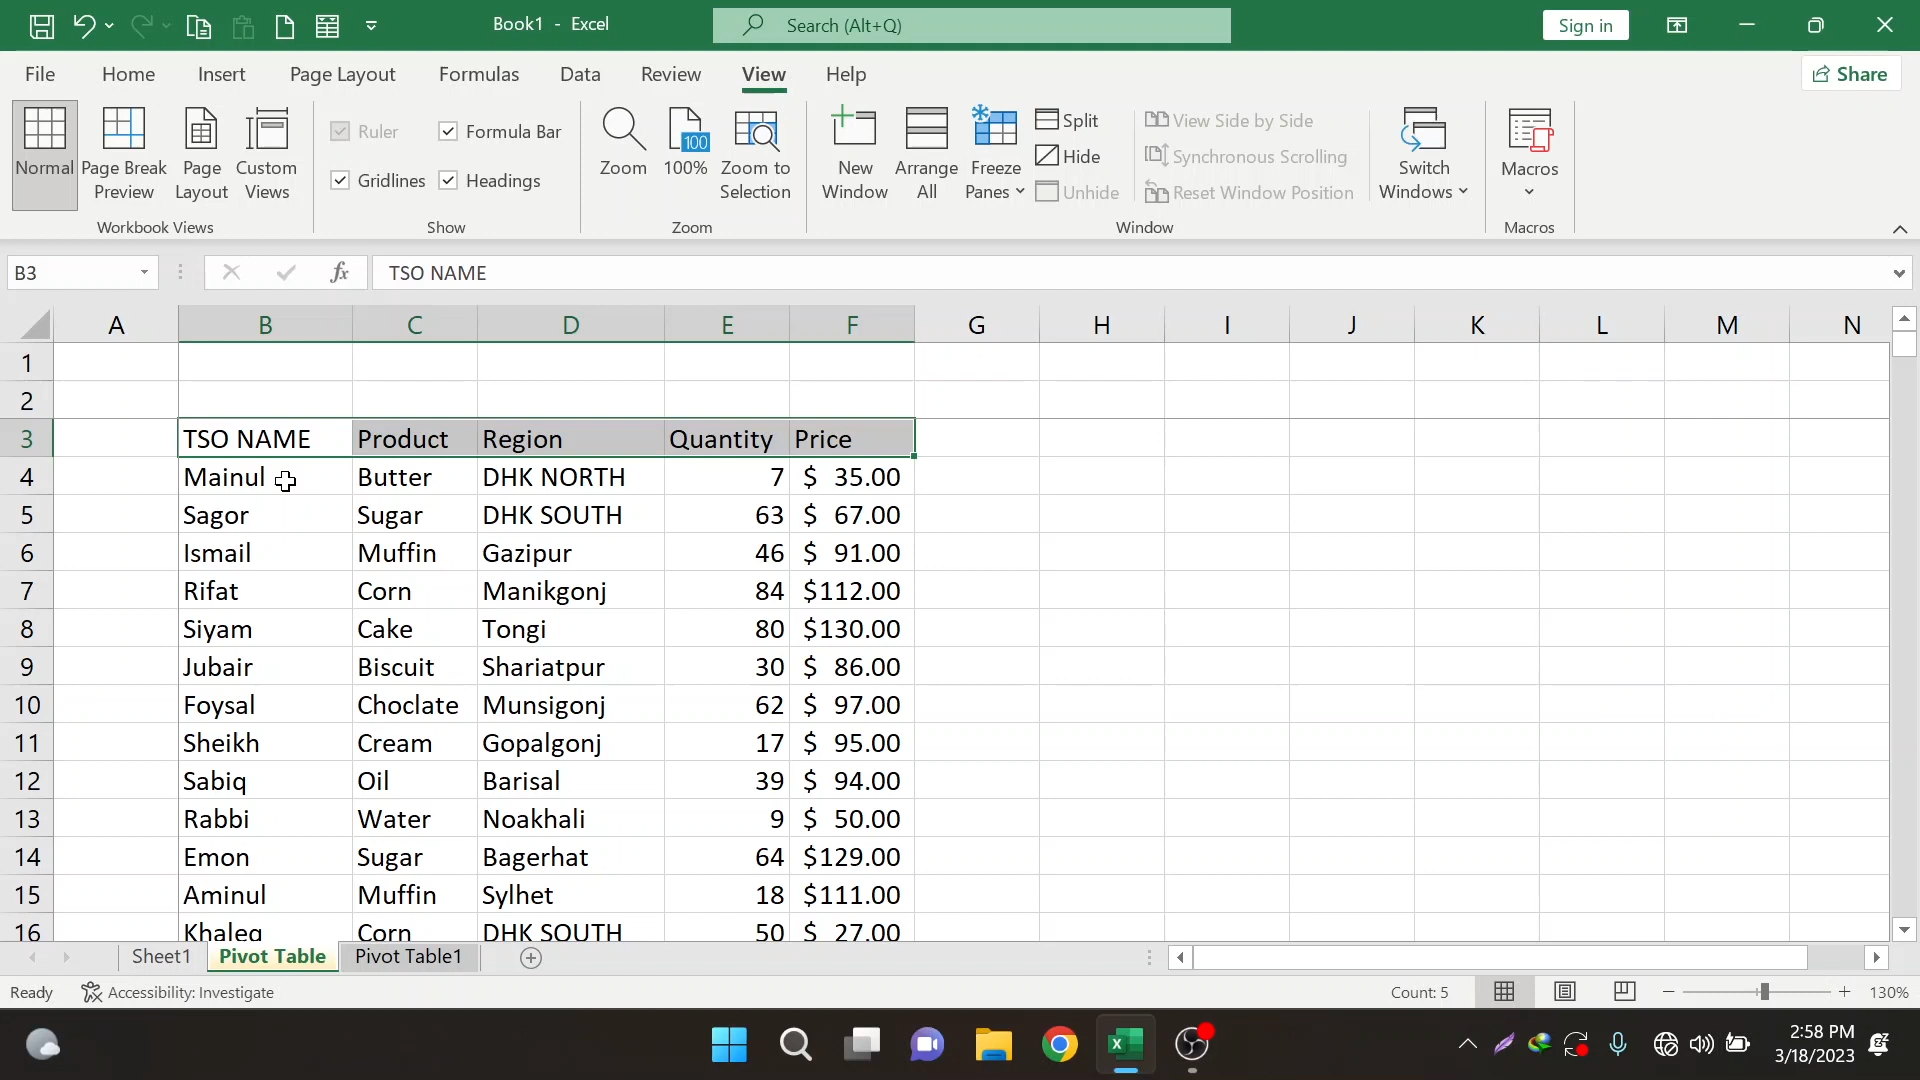 Book1 - Excel
Search (Alt+Q)
Sign in
File Home Insert Page Layout Formulas Data Review View Help
Share
Normal
Page Break Preview
Page Layout
Custom Views
Workbook Views
Ruler
Formula Bar
Gridlines
Headings
Show
Zoom
100
100%
Zoom to Selection
Zoom
New Window
Arrange All
Freeze Panes
Split
Hide
Unhide
View Side by Side
Synchronous Scrolling
Reset Window Position
Window
Switch Windows
Macros
Macros
B3
fx
TSO NAME
A B C D E F G H I J K L M N
1
2
3 TSO NAME Product Region Quantity Price
4 Mainul Butter DHK NORTH 7 $ 35.00
5 Sagor Sugar DHK SOUTH 63 $ 67.00
6 Ismail Muffin Gazipur 46 $ 91.00
7 Rifat Corn Manikgonj 84 $112.00
8 Siyam Cake Tongi 80 $130.00
9 Jubair Biscuit Shariatpur 30 $ 86.00
10 Foysal Choclate Munsigonj 62 $ 97.00
11 Sheikh Cream Gopalgonj 17 $ 95.00
12 Sabiq Oil Barisal 39 $ 94.00
13 Rabbi Water Noakhali 9 $ 50.00
14 Emon Sugar Bagerhat 64 $129.00
15 Aminul Muffin Sylhet 18 $111.00
16 Khaleq Corn DHK SOUTH 50 $ 27.00
Sheet1 Pivot Table Pivot Table1
Ready Accessibility: Investigate Count: 5 130%
2:58 PM
3/18/2023